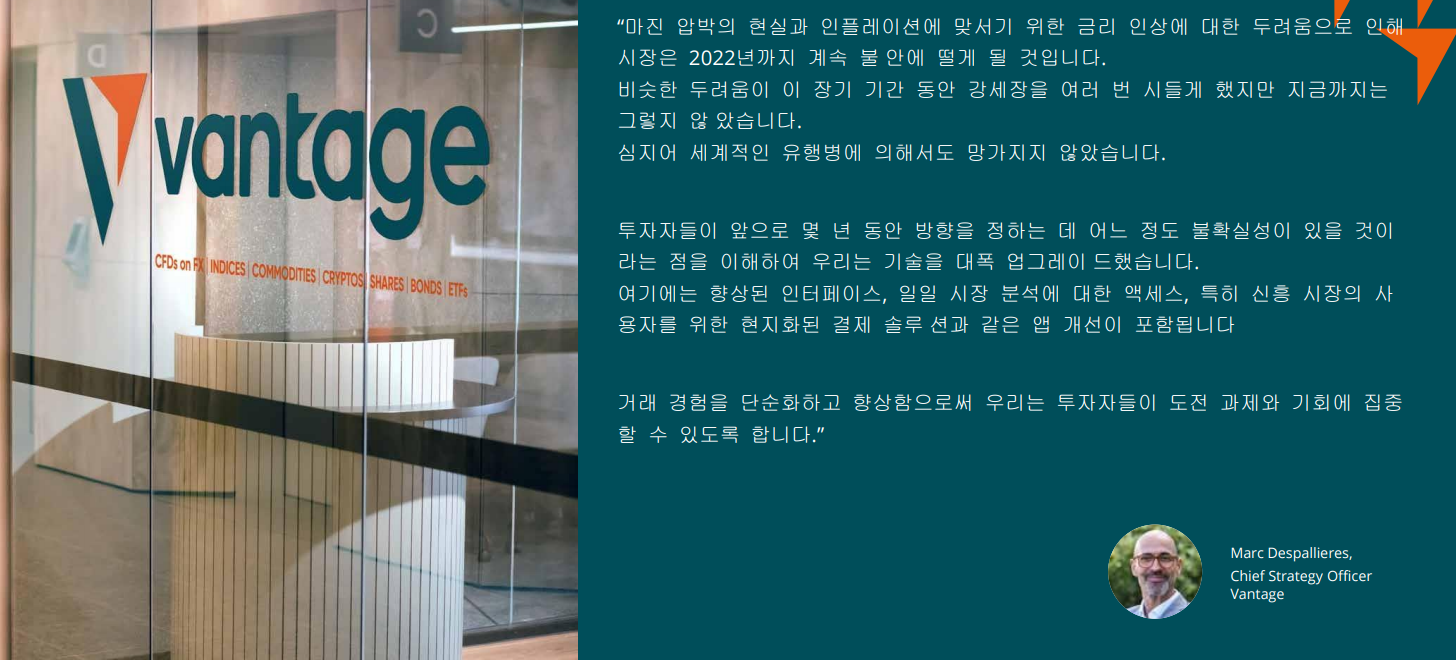 D
C
vantage
CFDs on FX | INDICES | COMMODITIES | CRYPTOS | SHARES | BONDS | ETFs
“마진 압박의 현실과 인플레이션에 맞서기 위한 금리 인상에 대한 두려움으로 인해
시장은 2022년까지 계속 불 안에 떨게 될 것입니다.
비슷한 두려움이 이 장기 기간 동안 강세장을 여러 번 시들게 했지만 지금까지는
그렇지 않 았습니다.
심지어 세계적인 유행병에 의해서도 망가지지 않았습니다.
투자자들이 앞으로 몇 년 동안 방향을 정하는 데 어느 정도 불확실성이 있을 것이
라는 점을 이해하여 우리는 기술을 대폭 업그레이 드했습니다.
여기에는 향상된 인터페이스, 일일 시장 분석에 대한 액세스, 특히 신흥 시장의 사
용자를 위한 현지화된 결제 솔루 션과 같은 앱 개선이 포함됩니다
거래 경험을 단순화하고 향상함으로써 우리는 투자자들이 도전 과제와 기회에 집중
할 수 있도록 합니다.”
Marc Despallieres,
Chief Strategy Officer
Vantage